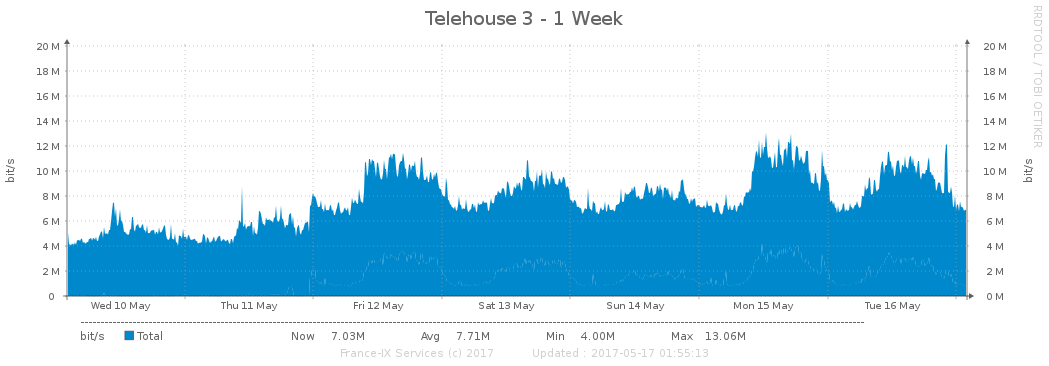 Telehouse 3 - 1 Week
RRDTOOL / TOBI OETIKER
bit/s
20 M
18 M
16 M
14 M
12 M
10 M
8 M
6 M
4 M
2 M
0
20 M
18 M
16 M
14 M
12 M
10 M
8 M
6 M
4 M
2 M
0 M
bit/s
Wed 10 May Thu 11 May Fri 12 May Sat 13 May Sun 14 May Mon 15 May Tue 16 May
bit/s Total Now 7.03M Avg 7.71M Min 4.00M Max 13.06M
France-IX Services (c) 2017 Updated : 2017-05-17 01:55:13